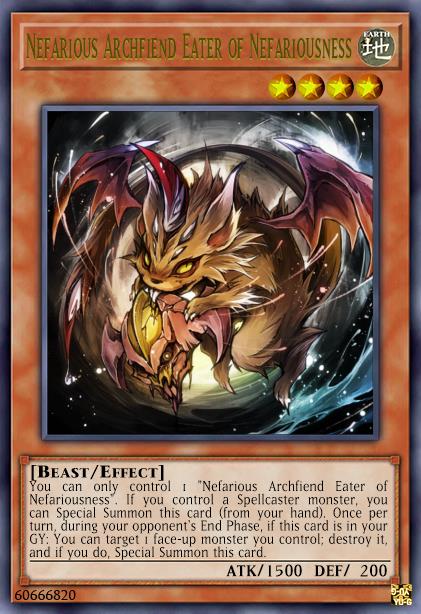 Nefarious Archfiend Eater of Nefariousness
EARTH
地
[Beast/Effect]
You can only control 1 "Nefarious Archfiend Eater of
Nefariousness". If you control a Spellcaster monster, you
can Special Summon this card (from your hand). Once per
turn, during your opponent's End Phase, if this card is in your
GY: You can target 1 face-up monster you control; destroy it,
and if you do, Special Summon this card.
ATK/1500 DEF/ 200
60666820